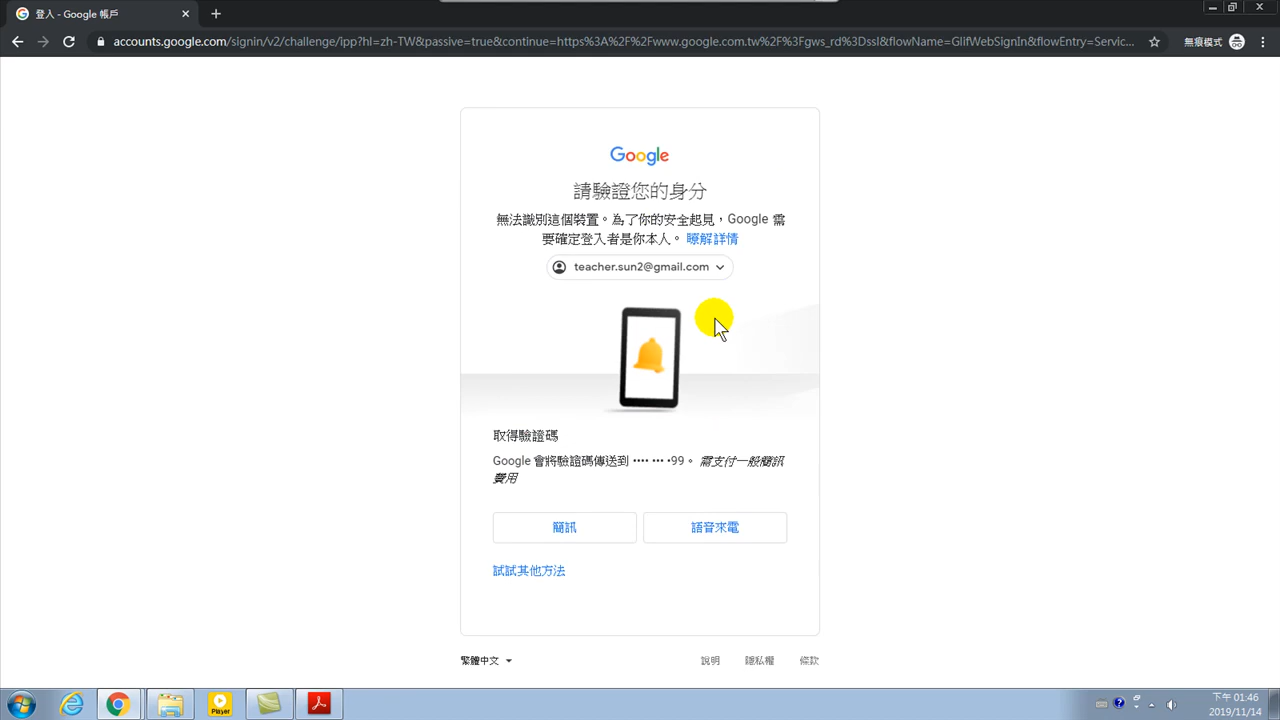 登入 - Google 帳戶
accounts.google.com/signin/v2/challenge/ipp?hl=zh-TW&passive=true&continue=https%3A%2F%2Fwww.google.com.tw%2F%3Fgws_rd%3Dssl&flowName=GlifWebSignIn&flowEntry=Servic...
無痕模式
Google
請驗證您的身分
無法識別這個裝置。為了你的安全起見，Google 需
要確定登入者是你本人。 瞭解詳情
teacher.sun2@gmail.com
取得驗證碼
Google 會將驗證碼傳送到 •••• ••• •99。 需支付一般簡訊
費用
簡訊
語音來電
試試其他方法
繁體中文
說明
隱私權
條款
Player
下午 01:46
2019/11/14